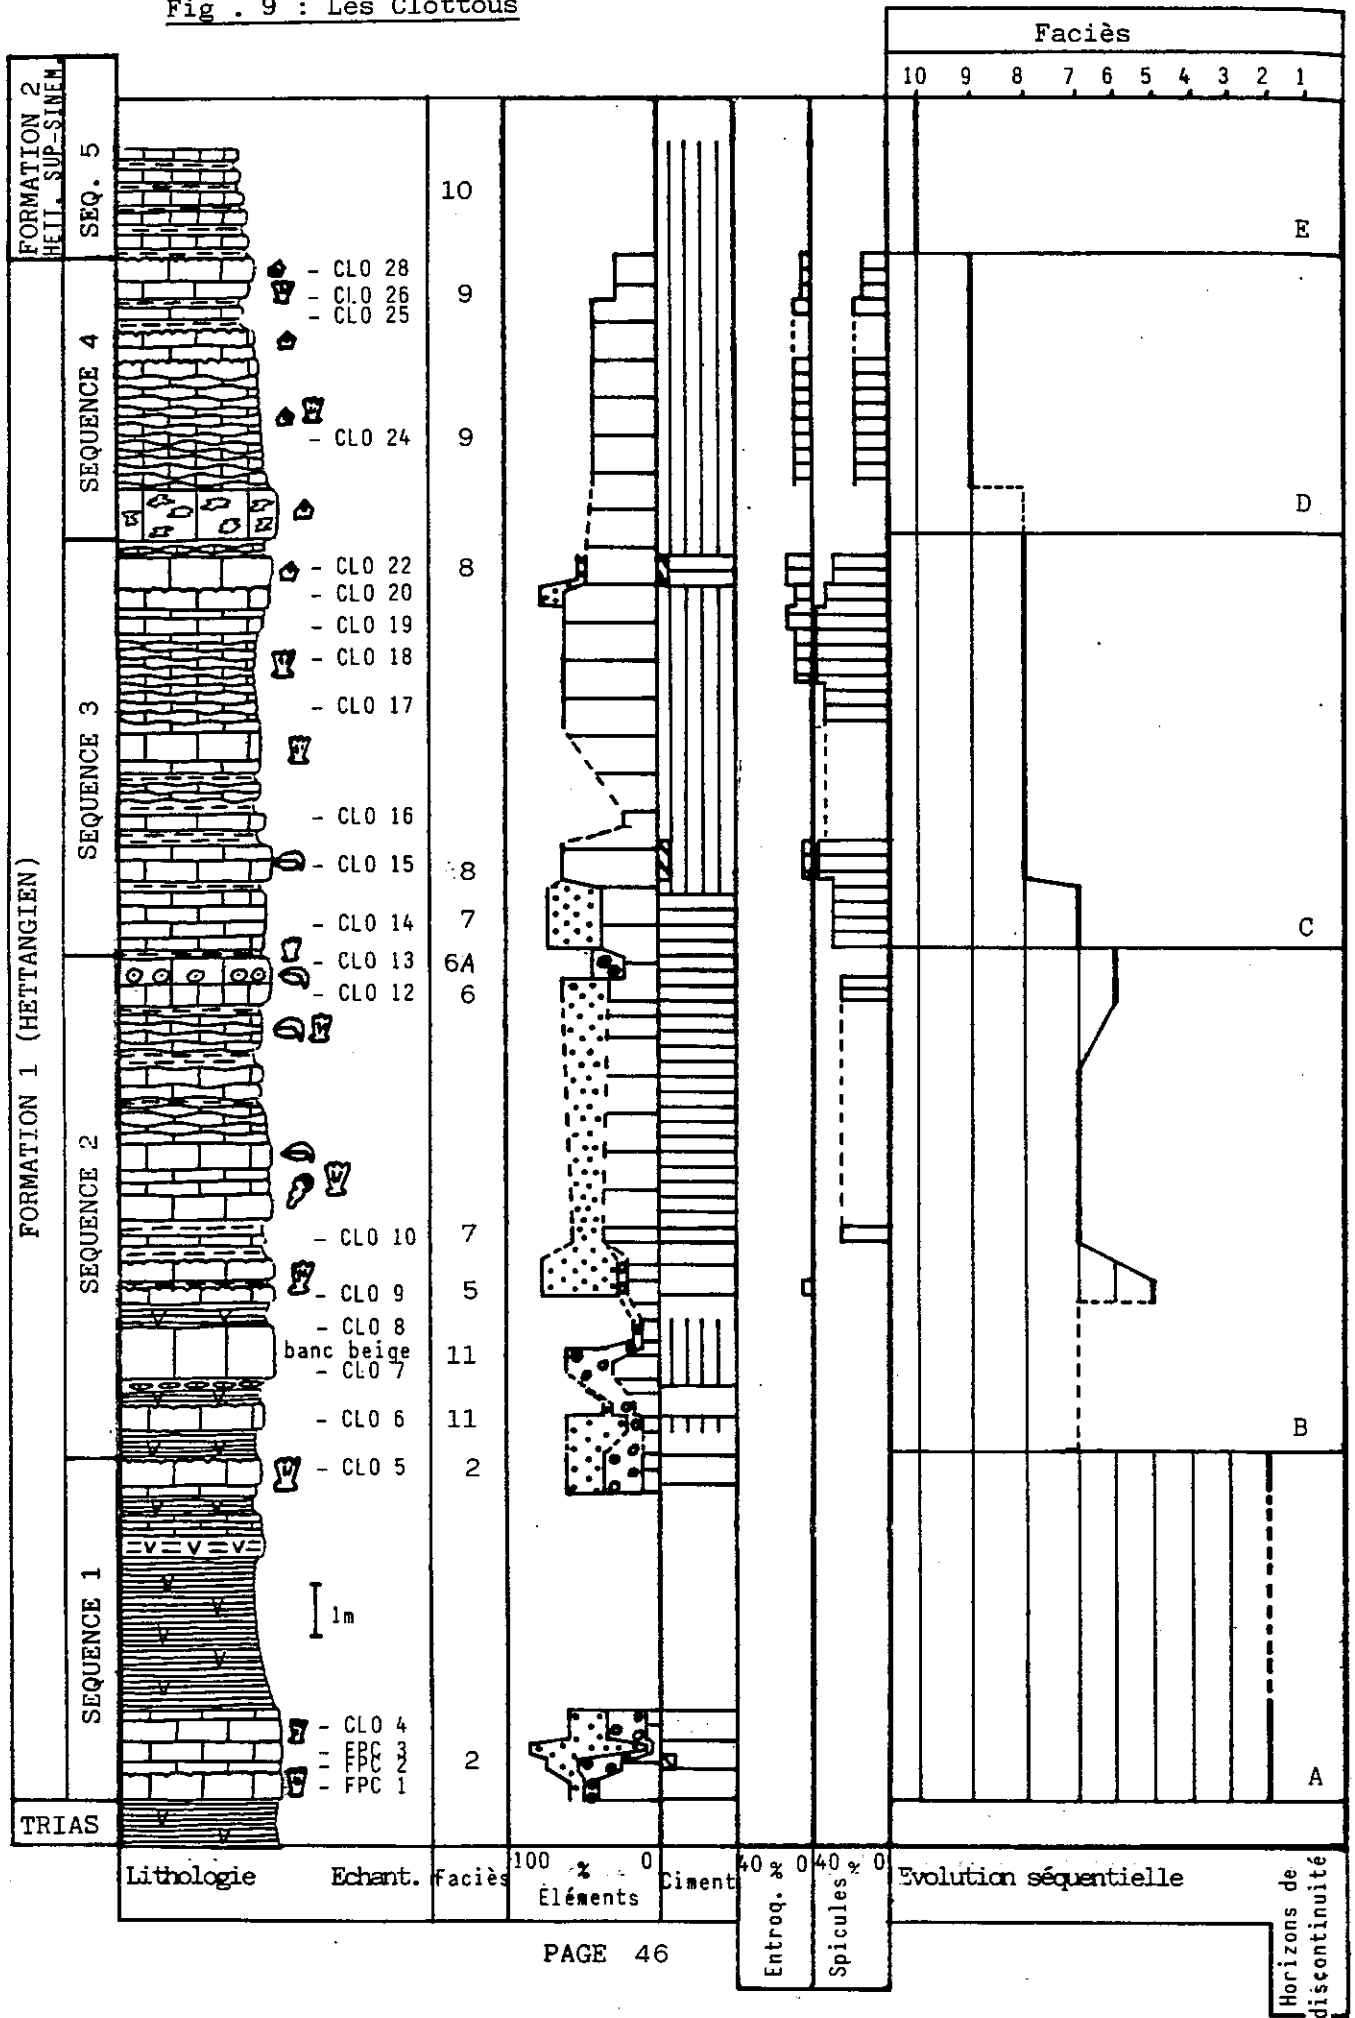 Fig . 9 : Les Clottous
Faciès
10 9 8 7 6 5 4 3 2 1
FORMATION 2
HETT. SUP-SINEM
SEQ. 5
10
E
- CLO 28
- CLO 26
9
- CLO 25
SEQUENCE 4
- CLO 24
9
D
- CLO 22
8
- CLO 20
- CLO 19
- CLO 18
- CLO 17
SEQUENCE 3
- CLO 16
- CLO 15
8
- CLO 14
7
C
- CLO 13
6A
- CLO 12
6
FORMATION 1 (HETTANGIEN)
SEQUENCE 2
- CLO 10
7
- CLO 9
5
- CLO 8
banc beige
11
- CLO 7
- CLO 6
11
B
- CLO 5
2
SEQUENCE 1
1m
- CLO 4
- FPC 3
- FPC 2
2
- FPC 1
A
TRIAS
Lithologie
Echant.
Faciès
100 % 0
Eléments
Ciment
40 % 0
Entroq.
40 % 0
Spicules
Evolution séquentielle
Horizons de
discontinuité
PAGE 46